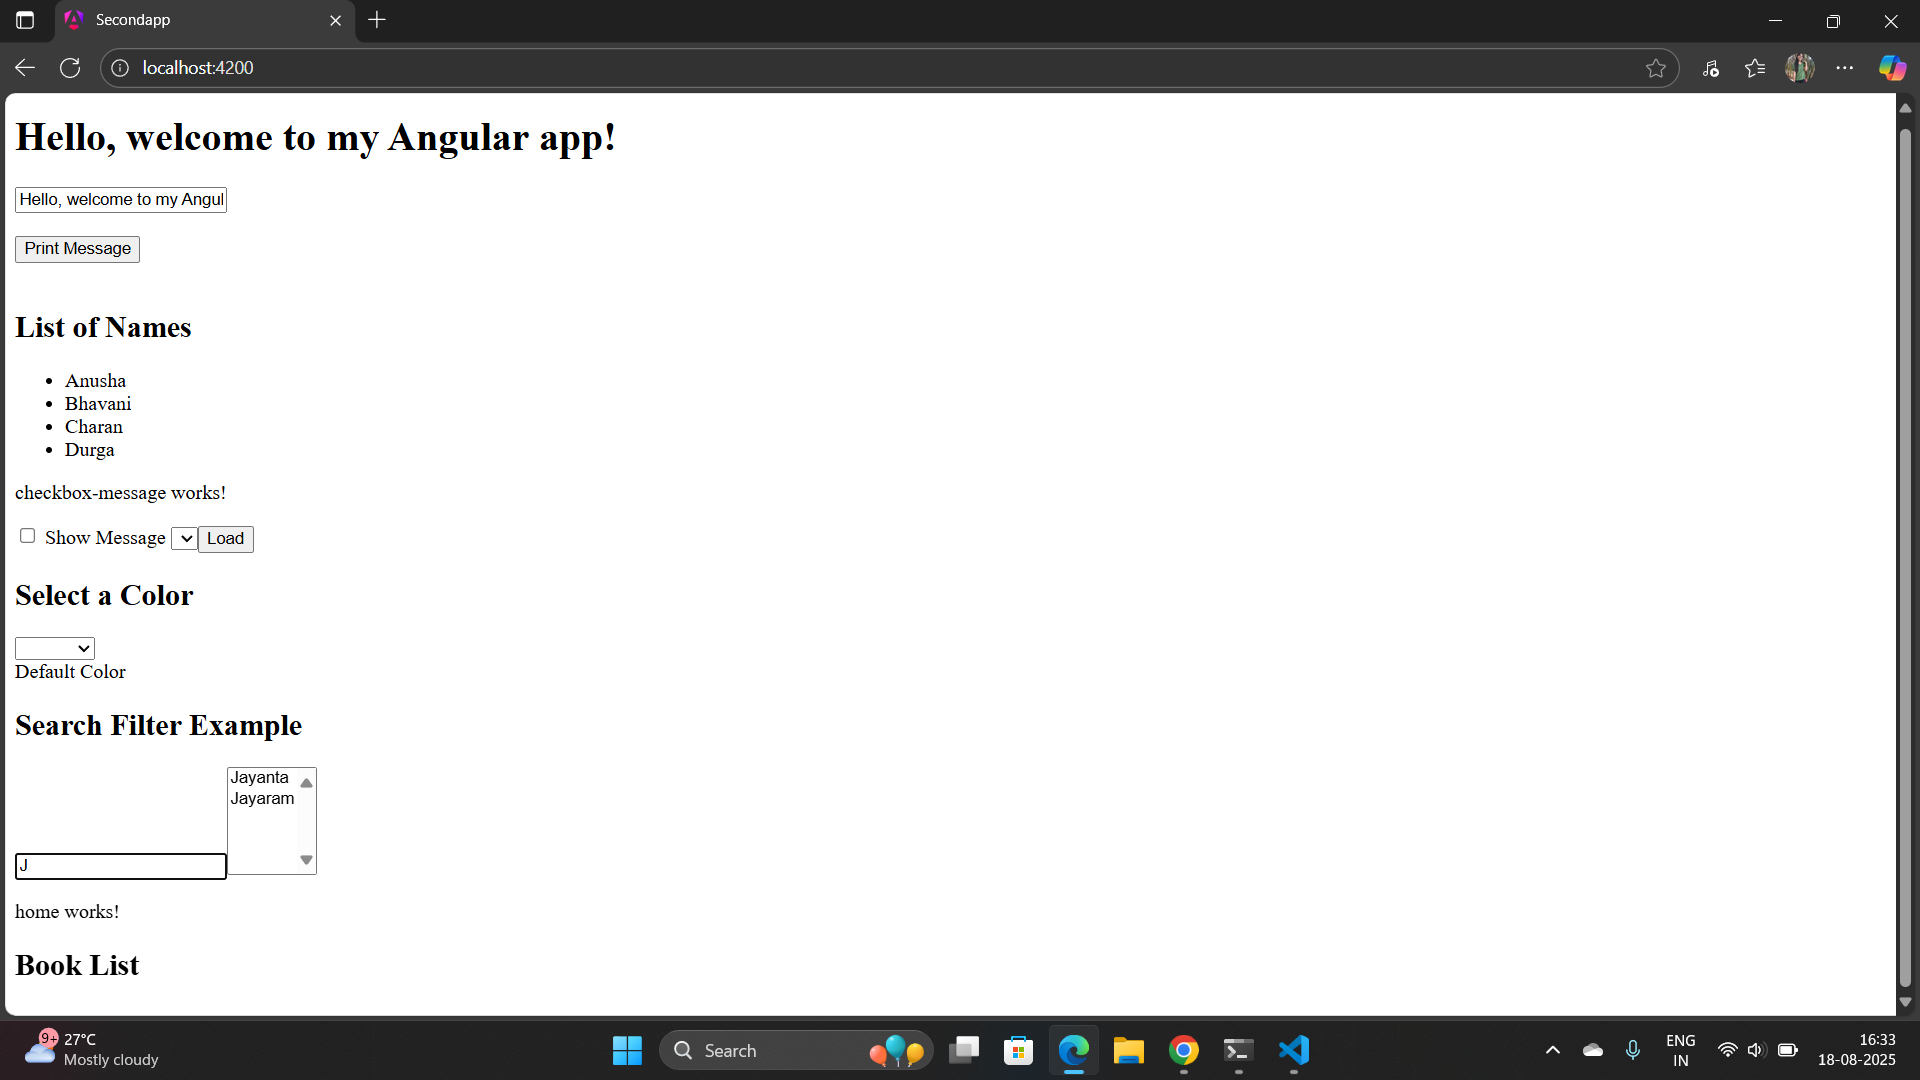 Secondapp
localhost:4200
Hello, welcome to my Angular app!
Hello, welcome to my Angul
Print Message
List of Names
Anusha
Bhavani
Charan
Durga
checkbox-message works!
Show Message
Load
Select a Color
Default Color
Search Filter Example
Jayanta
Jayaram
J
home works!
Book List
9+
27°C
Mostly cloudy
Search
ENG
IN
16:33
18-08-2025